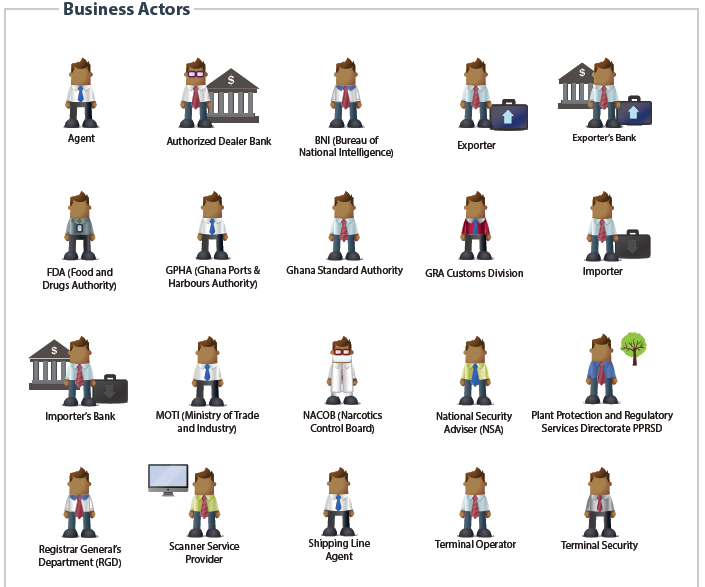 Business Actors
$
$
Agent
Authorized Dealer Bank
BNI (Bureau of
National Intelligence)
Exporter
Exporter's Bank
FDA (Food and
Drugs Authority)
GPHA (Ghana Ports &
Harbours Authority)
Ghana Standard Authority
GRA Customs Division
Importer
$
Importer's Bank
MOTI (Ministry of Trade
and Industry)
NACOB (Narcotics
Control Board)
National Security
Adviser (NSA)
Plant Protection and Regulatory
Services Directorate PPRSD
Registrar General's
Department (RGD)
Scanner Service
Provider
Shipping Line
Agent
Terminal Operator
Terminal Security